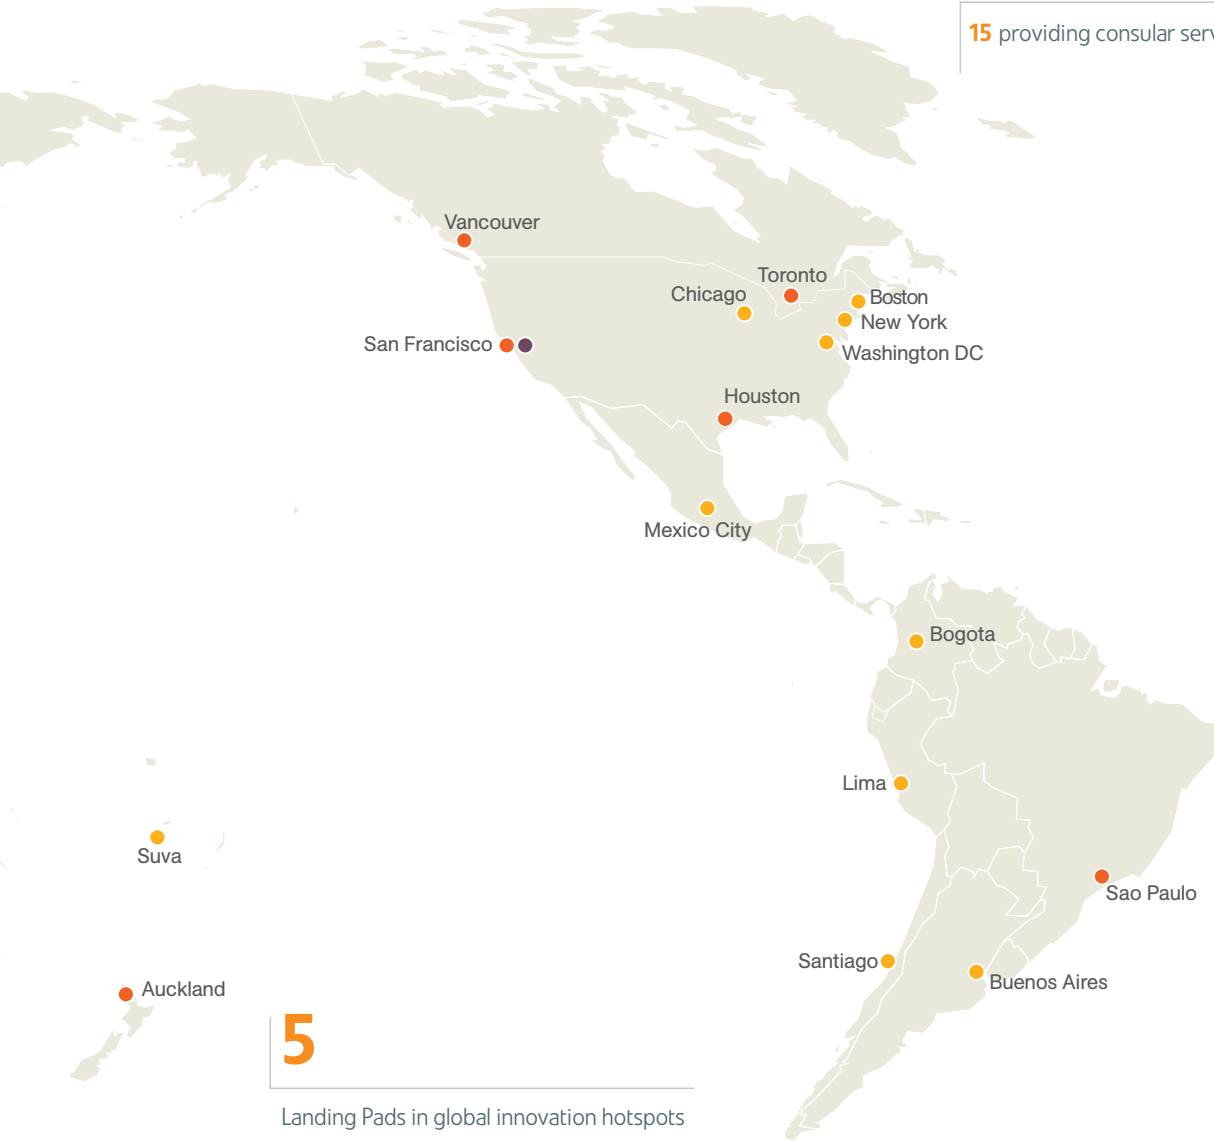 15 providing consular serv
Vancouver
Toronto
Chicago
Boston
New York
San Francisco
Washington DC
Houston
Mexico City
Bogota
Lima
Suva
Sao Paulo
Santiago
Buenos Aires
Auckland
5
Landing Pads in global innovation hotspots